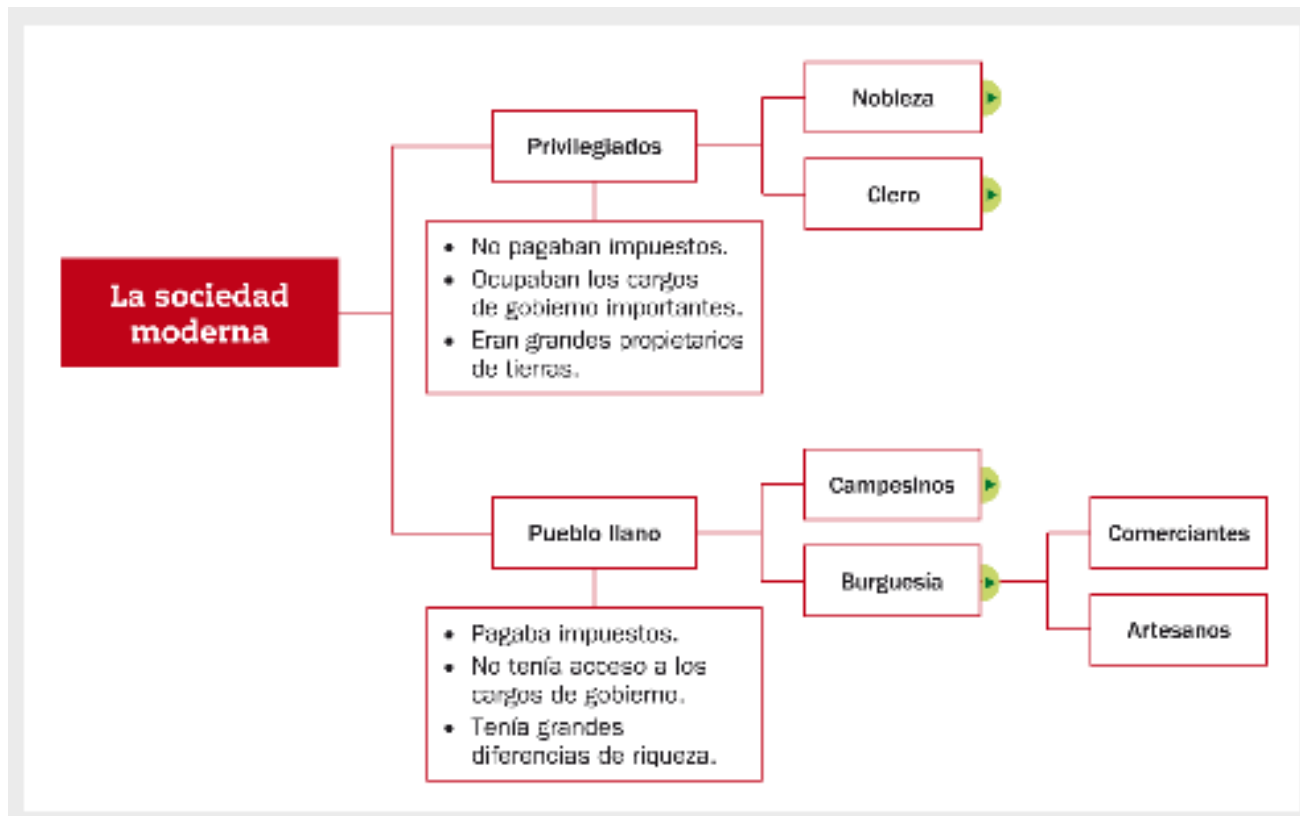 La sociedad
moderna
Privilegiados
• No pagaban impuestos.
• Ocupaban los cargos
de gobierno importantes.
• Eran grandes propietarios
de tierras.
Nobleza
Clero
Pueblo llano
• Pagaba impuestos.
• No tenía acceso a los
cargos de gobierno.
• Tenía grandes
diferencias de riqueza.
Campesinos
Burguesía
Comerciantes
Artesanos